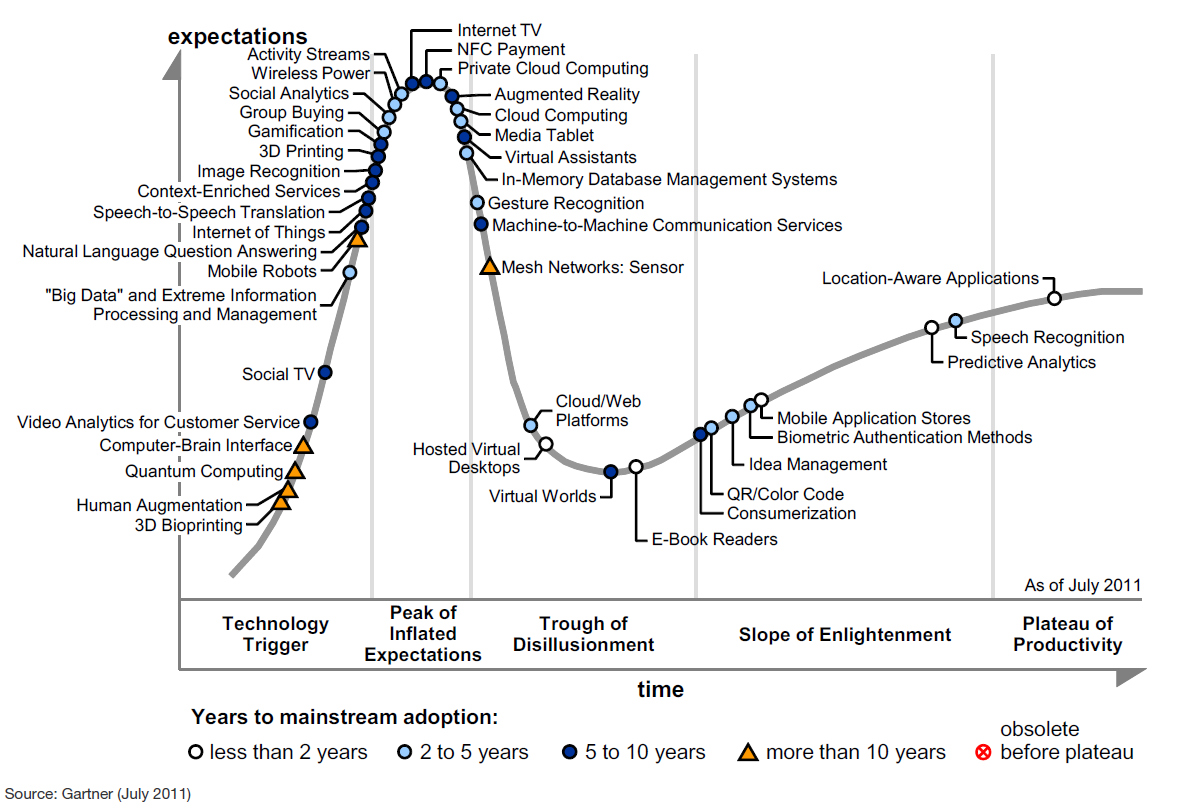 expectations
Activity Streams
Wireless Power
Social Analytics
Group Buying
Gamification
3D Printing
Image Recognition
Context-Enriched Services
Speech-to-Speech Translation
Internet of Things
Natural Language Question Answering
Mobile Robots
"Big Data" and Extreme Information
Processing and Management
Social TV
Video Analytics for Customer Service
Computer-Brain Interface
Quantum Computing
Human Augmentation
3D Bioprinting
Internet TV
NFC Payment
Private Cloud Computing
Augmented Reality
Cloud Computing
Media Tablet
Virtual Assistants
In-Memory Database Management Systems
Gesture Recognition
Machine-to-Machine Communication Services
Mesh Networks: Sensor
Cloud/Web
Platforms
Hosted Virtual
Desktops
Virtual Worlds
E-Book Readers
Location-Aware Applications
Speech Recognition
Predictive Analytics
Mobile Application Stores
Biometric Authentication Methods
Idea Management
QR/Color Code
Consumerization
As of July 2011
Technology
Trigger
Peak of
Inflated
Expectations
Trough of
Disillusionment
Slope of Enlightenment
Plateau of
Productivity
time
Years to mainstream adoption:
less than 2 years
2 to 5 years
5 to 10 years
more than 10 years
obsolete
before plateau
Source: Gartner (July 2011)